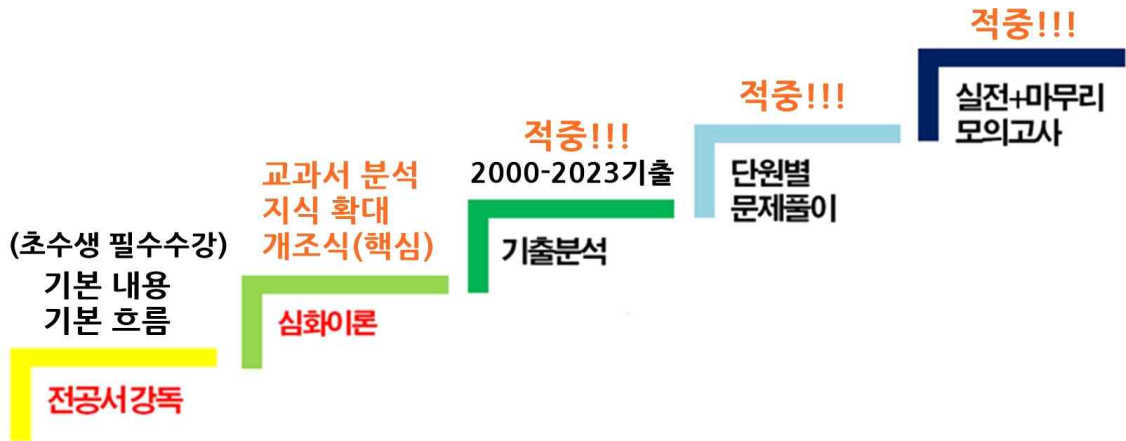 (초수생 필수수강)
기본 내용
기본 흐름
전공서 강독
교과서 분석
지식 확대
개조식(핵심)
심화이론
적중!!!
2000-2023기출
기출분석
적중!!!
단원별
문제풀이
적중!!!
실전+마무리
모의고사